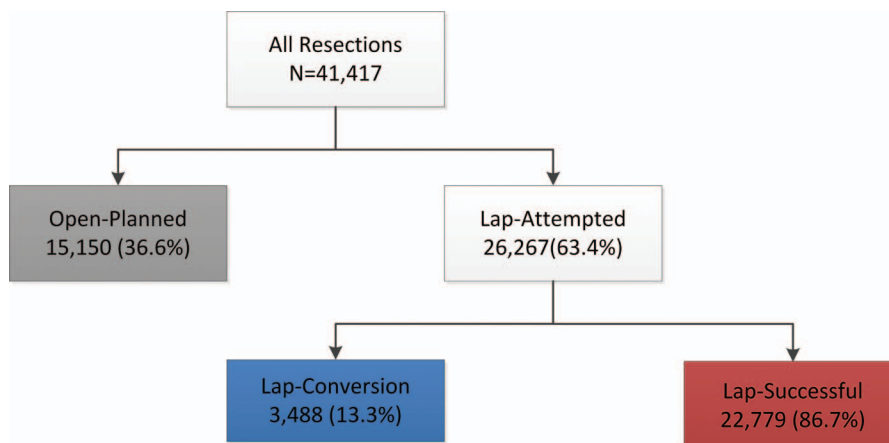 All Resections
N=41,417
Open-Planned
15,150 (36.6%)
Lap-Attempted
26,267(63.4%)
Lap-Conversion
3,488 (13.3%)
Lap-Successful
22,779 (86.7%)